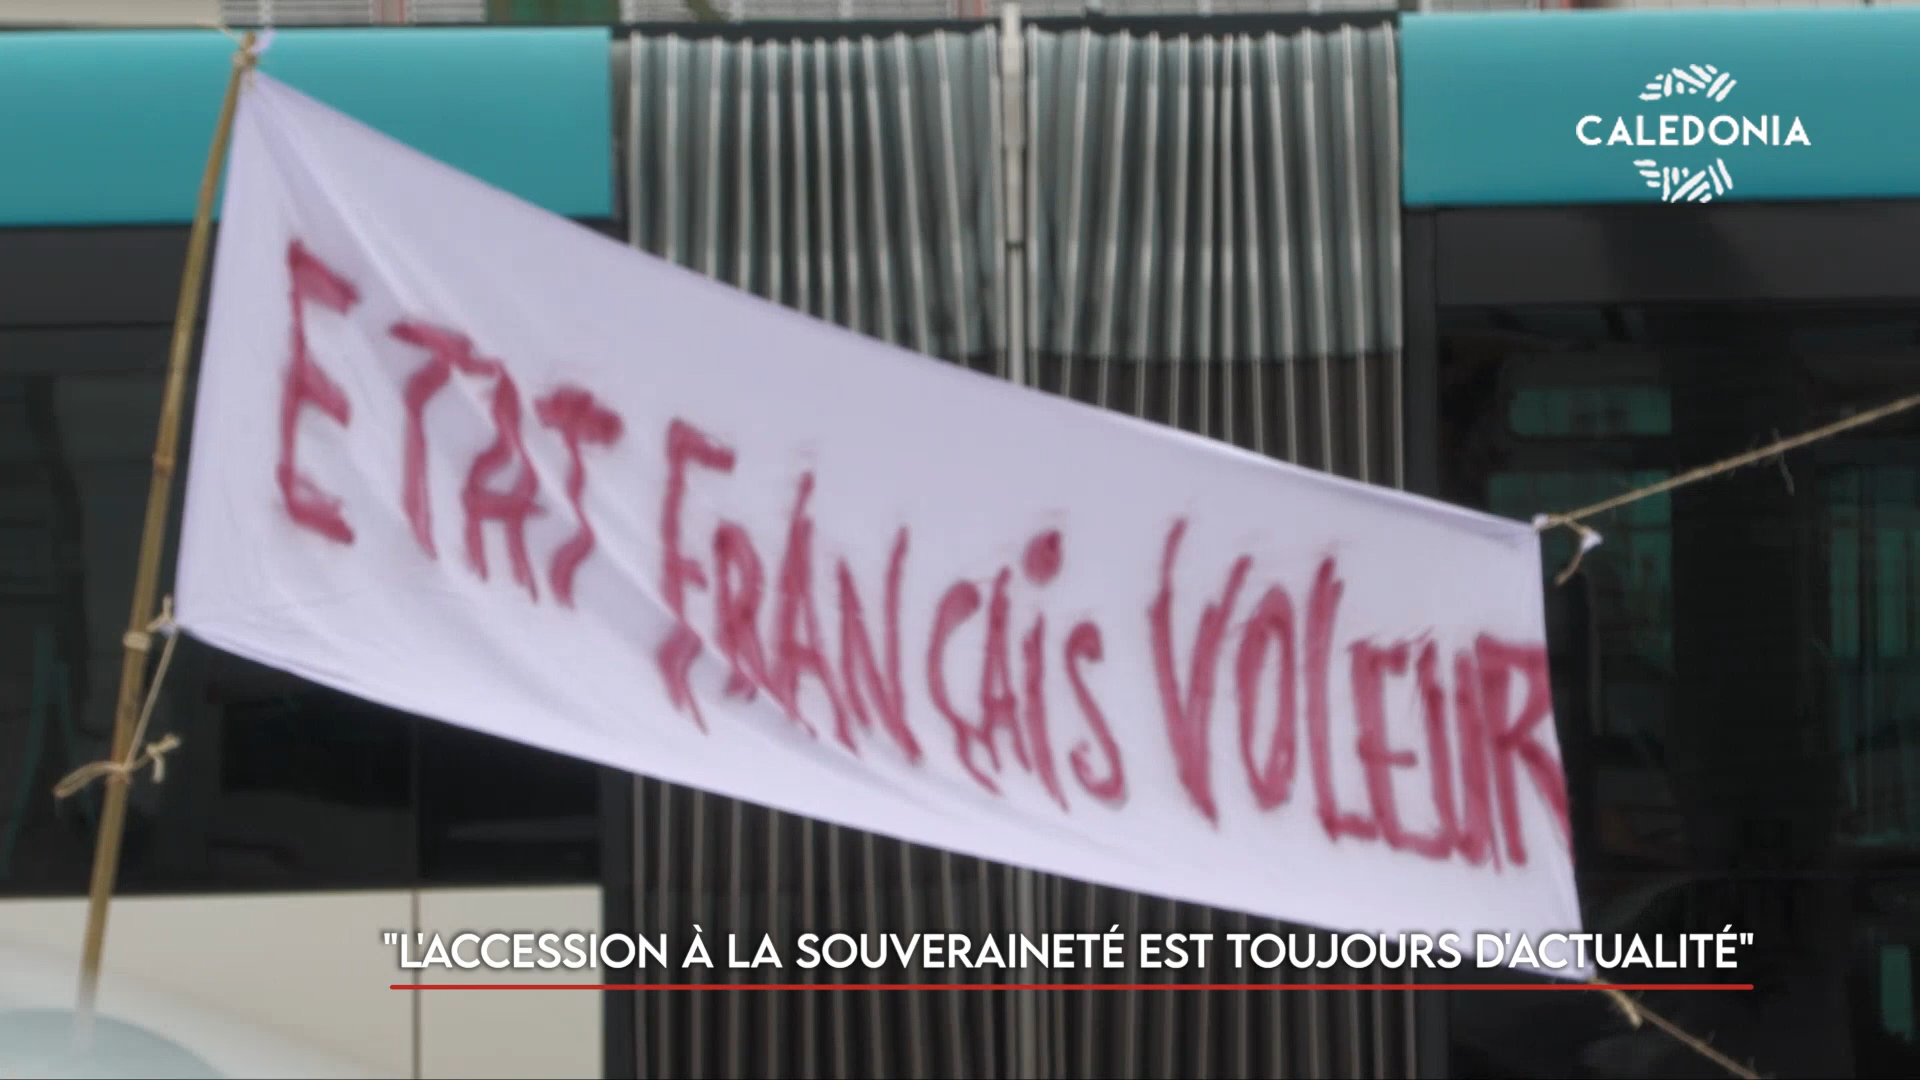 CALEDONIA
ETAT FRANÇAiS VOLEUR
"L'ACCESSION À LA SOUVERAINETÉ EST TOUJOURS D'ACTUALITÉ"